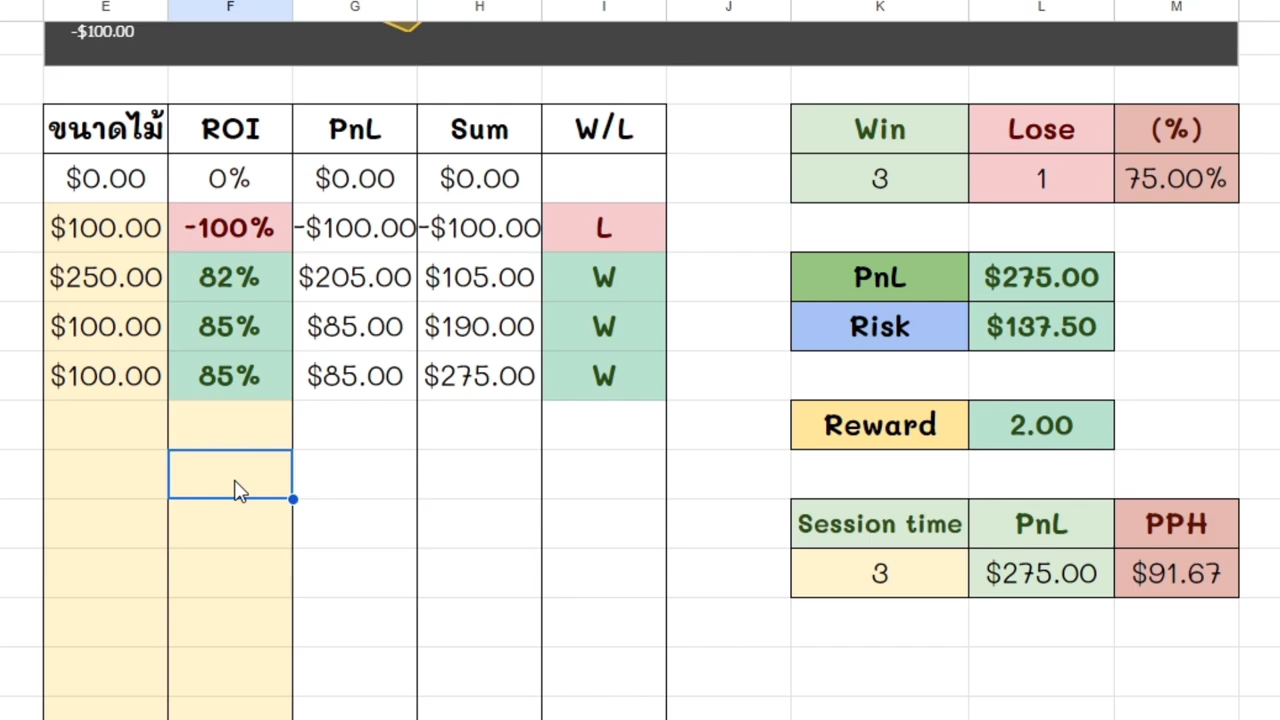 E F G H I J K L M
-$100.00
ขนาดไม้ ROI PnL Sum W/L Win Lose (%)
$0.00 0% $0.00 $0.00 3 1 75.00%
$100.00 -100% -$100.00 -$100.00 L
$250.00 82% $205.00 $105.00 W PnL $275.00
$100.00 85% $85.00 $190.00 W Risk $137.50
$100.00 85% $85.00 $275.00 W
Reward 2.00
Session time PnL PPH
3 $275.00 $91.67